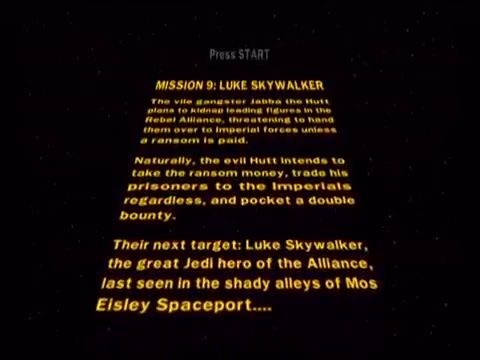 Press START
MISSION 9: LUKE SKYWALKER
The vile gangster Jabba the Hutt
plans to kidnap leading figures in the
Rebel Alliance, threatening to hand
them over to Imperial forces unless
a ransom is paid.
Naturally, the evil Hutt intends to
take the ransom money, trade his
prisoners to the Imperials
regardless, and pocket a double
bounty.
Their next target: Luke Skywalker,
the great Jedi hero of the Alliance,
last seen in the shady alleys of Mos
Eisley Spaceport....